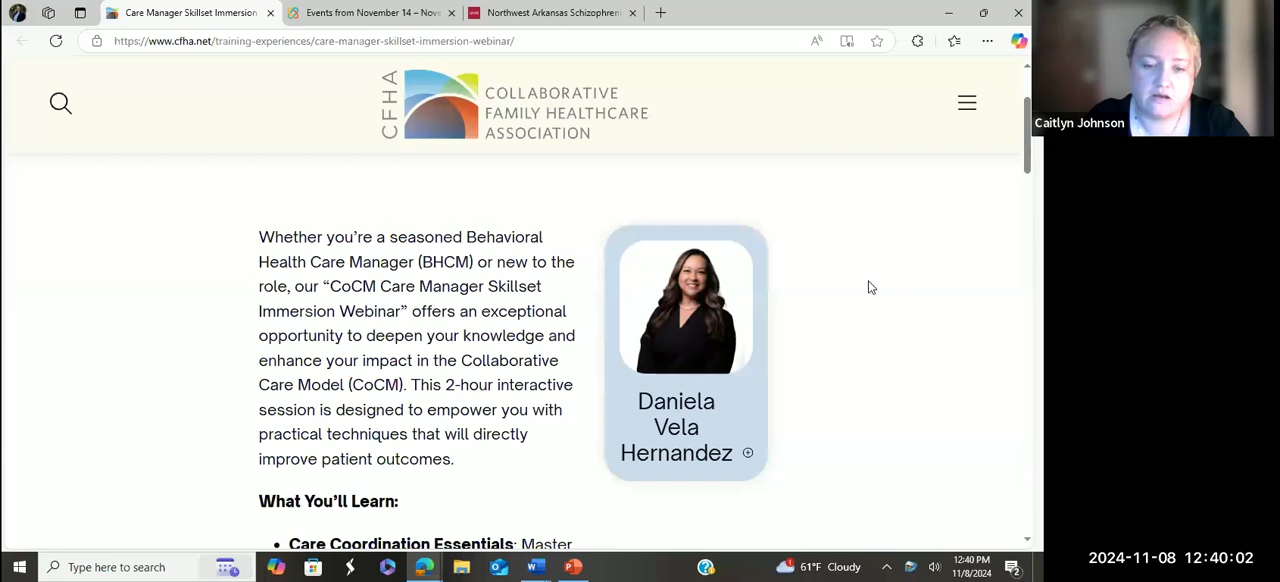 Care Manager Skillset Immersion
Events from November 14 – Nove
Northwest Arkansas Schizophren
https://www.cfha.net/training-experiences/care-manager-skillset-immersion-webinar/
CFHA
COLLABORATIVE
FAMILY HEALTHCARE
ASSOCIATION
Caitlyn Johnson
Whether you’re a seasoned Behavioral
Health Care Manager (BHCM) or new to the
role, our “CoCM Care Manager Skillset
Immersion Webinar” offers an exceptional
opportunity to deepen your knowledge and
enhance your impact in the Collaborative
Care Model (CoCM). This 2-hour interactive
session is designed to empower you with
practical techniques that will directly
improve patient outcomes.
Daniela
Vela
Hernandez
What You’ll Learn:
• Care Coordination Essentials: Master
Type here to search
61°F Cloudy
12:40 PM
11/8/2024
2
2024-11-08 12:40:02